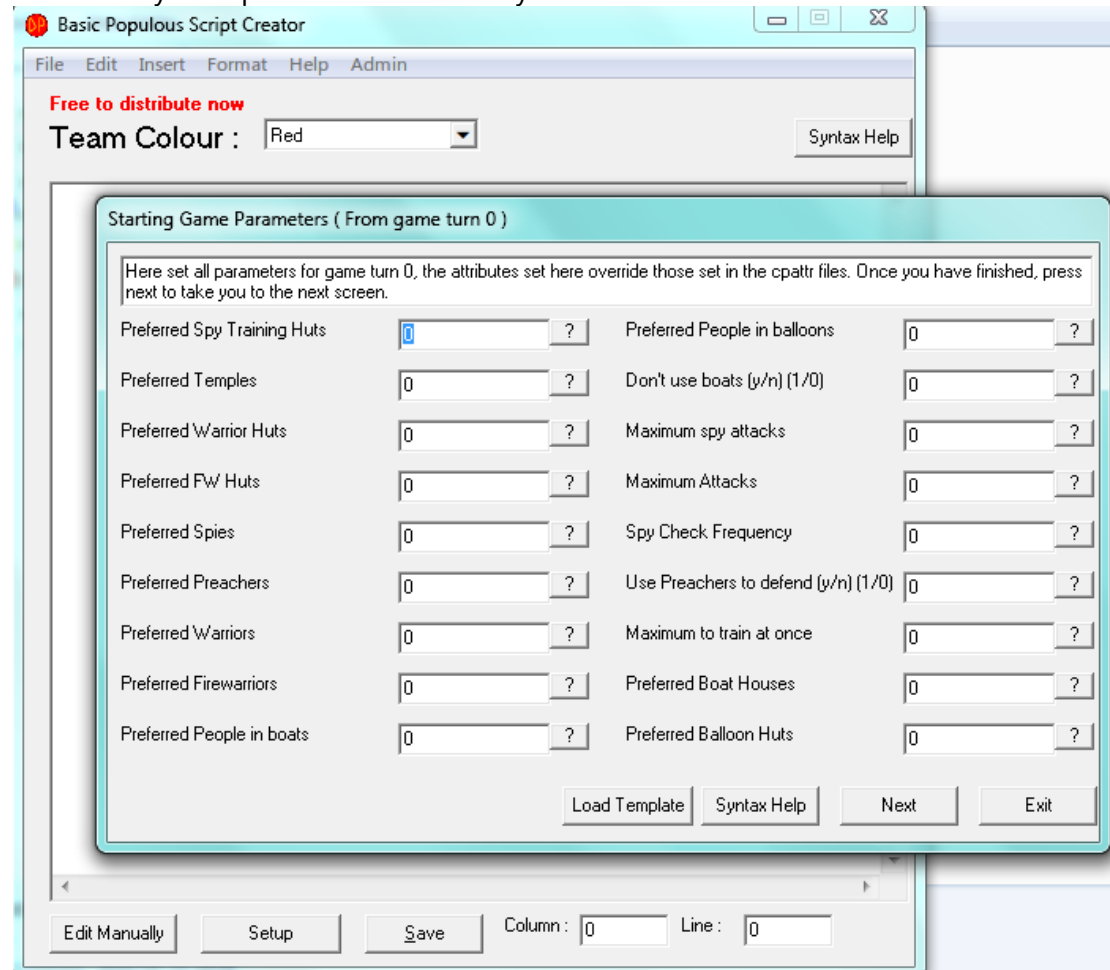 Basic Populous Script Creator
File Edit Insert Format Help Admin
Free to distribute now
Team Colour : Red
Syntax Help
Starting Game Parameters ( From game turn 0 )
Here set all parameters for game turn 0, the attributes set here override those set in the cpattr files. Once you have finished, press
next to take you to the next screen.
Preferred Spy Training Huts 0 ? Preferred People in balloons 0 ?
Preferred Temples 0 ? Don't use boats (y/n) (1/0) 0 ?
Preferred Warrior Huts 0 ? Maximum spy attacks 0 ?
Preferred FW Huts 0 ? Maximum Attacks 0 ?
Preferred Spies 0 ? Spy Check Frequency 0 ?
Preferred Preachers 0 ? Use Preachers to defend (y/n) (1/0) 0 ?
Preferred Warriors 0 ? Maximum to train at once 0 ?
Preferred Firewarriors 0 ? Preferred Boat Houses 0 ?
Preferred People in boats 0 ? Preferred Balloon Huts 0 ?
Load Template Syntax Help Next Exit
Edit Manually Setup Save Column : 0 Line : 0